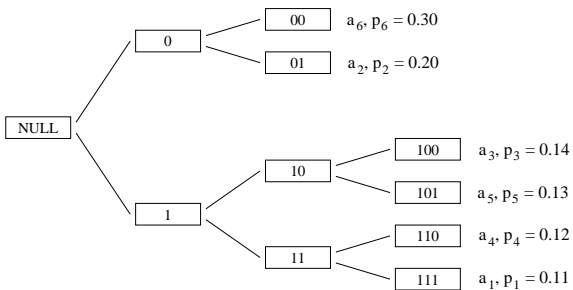 00 a₆, p₆ = 0.30
0
01 a₂, p₂ = 0.20
NULL
100 a₃, p₃ = 0.14
10
101 a₅, p₅ = 0.13
1
110 a₄, p₄ = 0.12
11
111 a₁, p₁ = 0.11